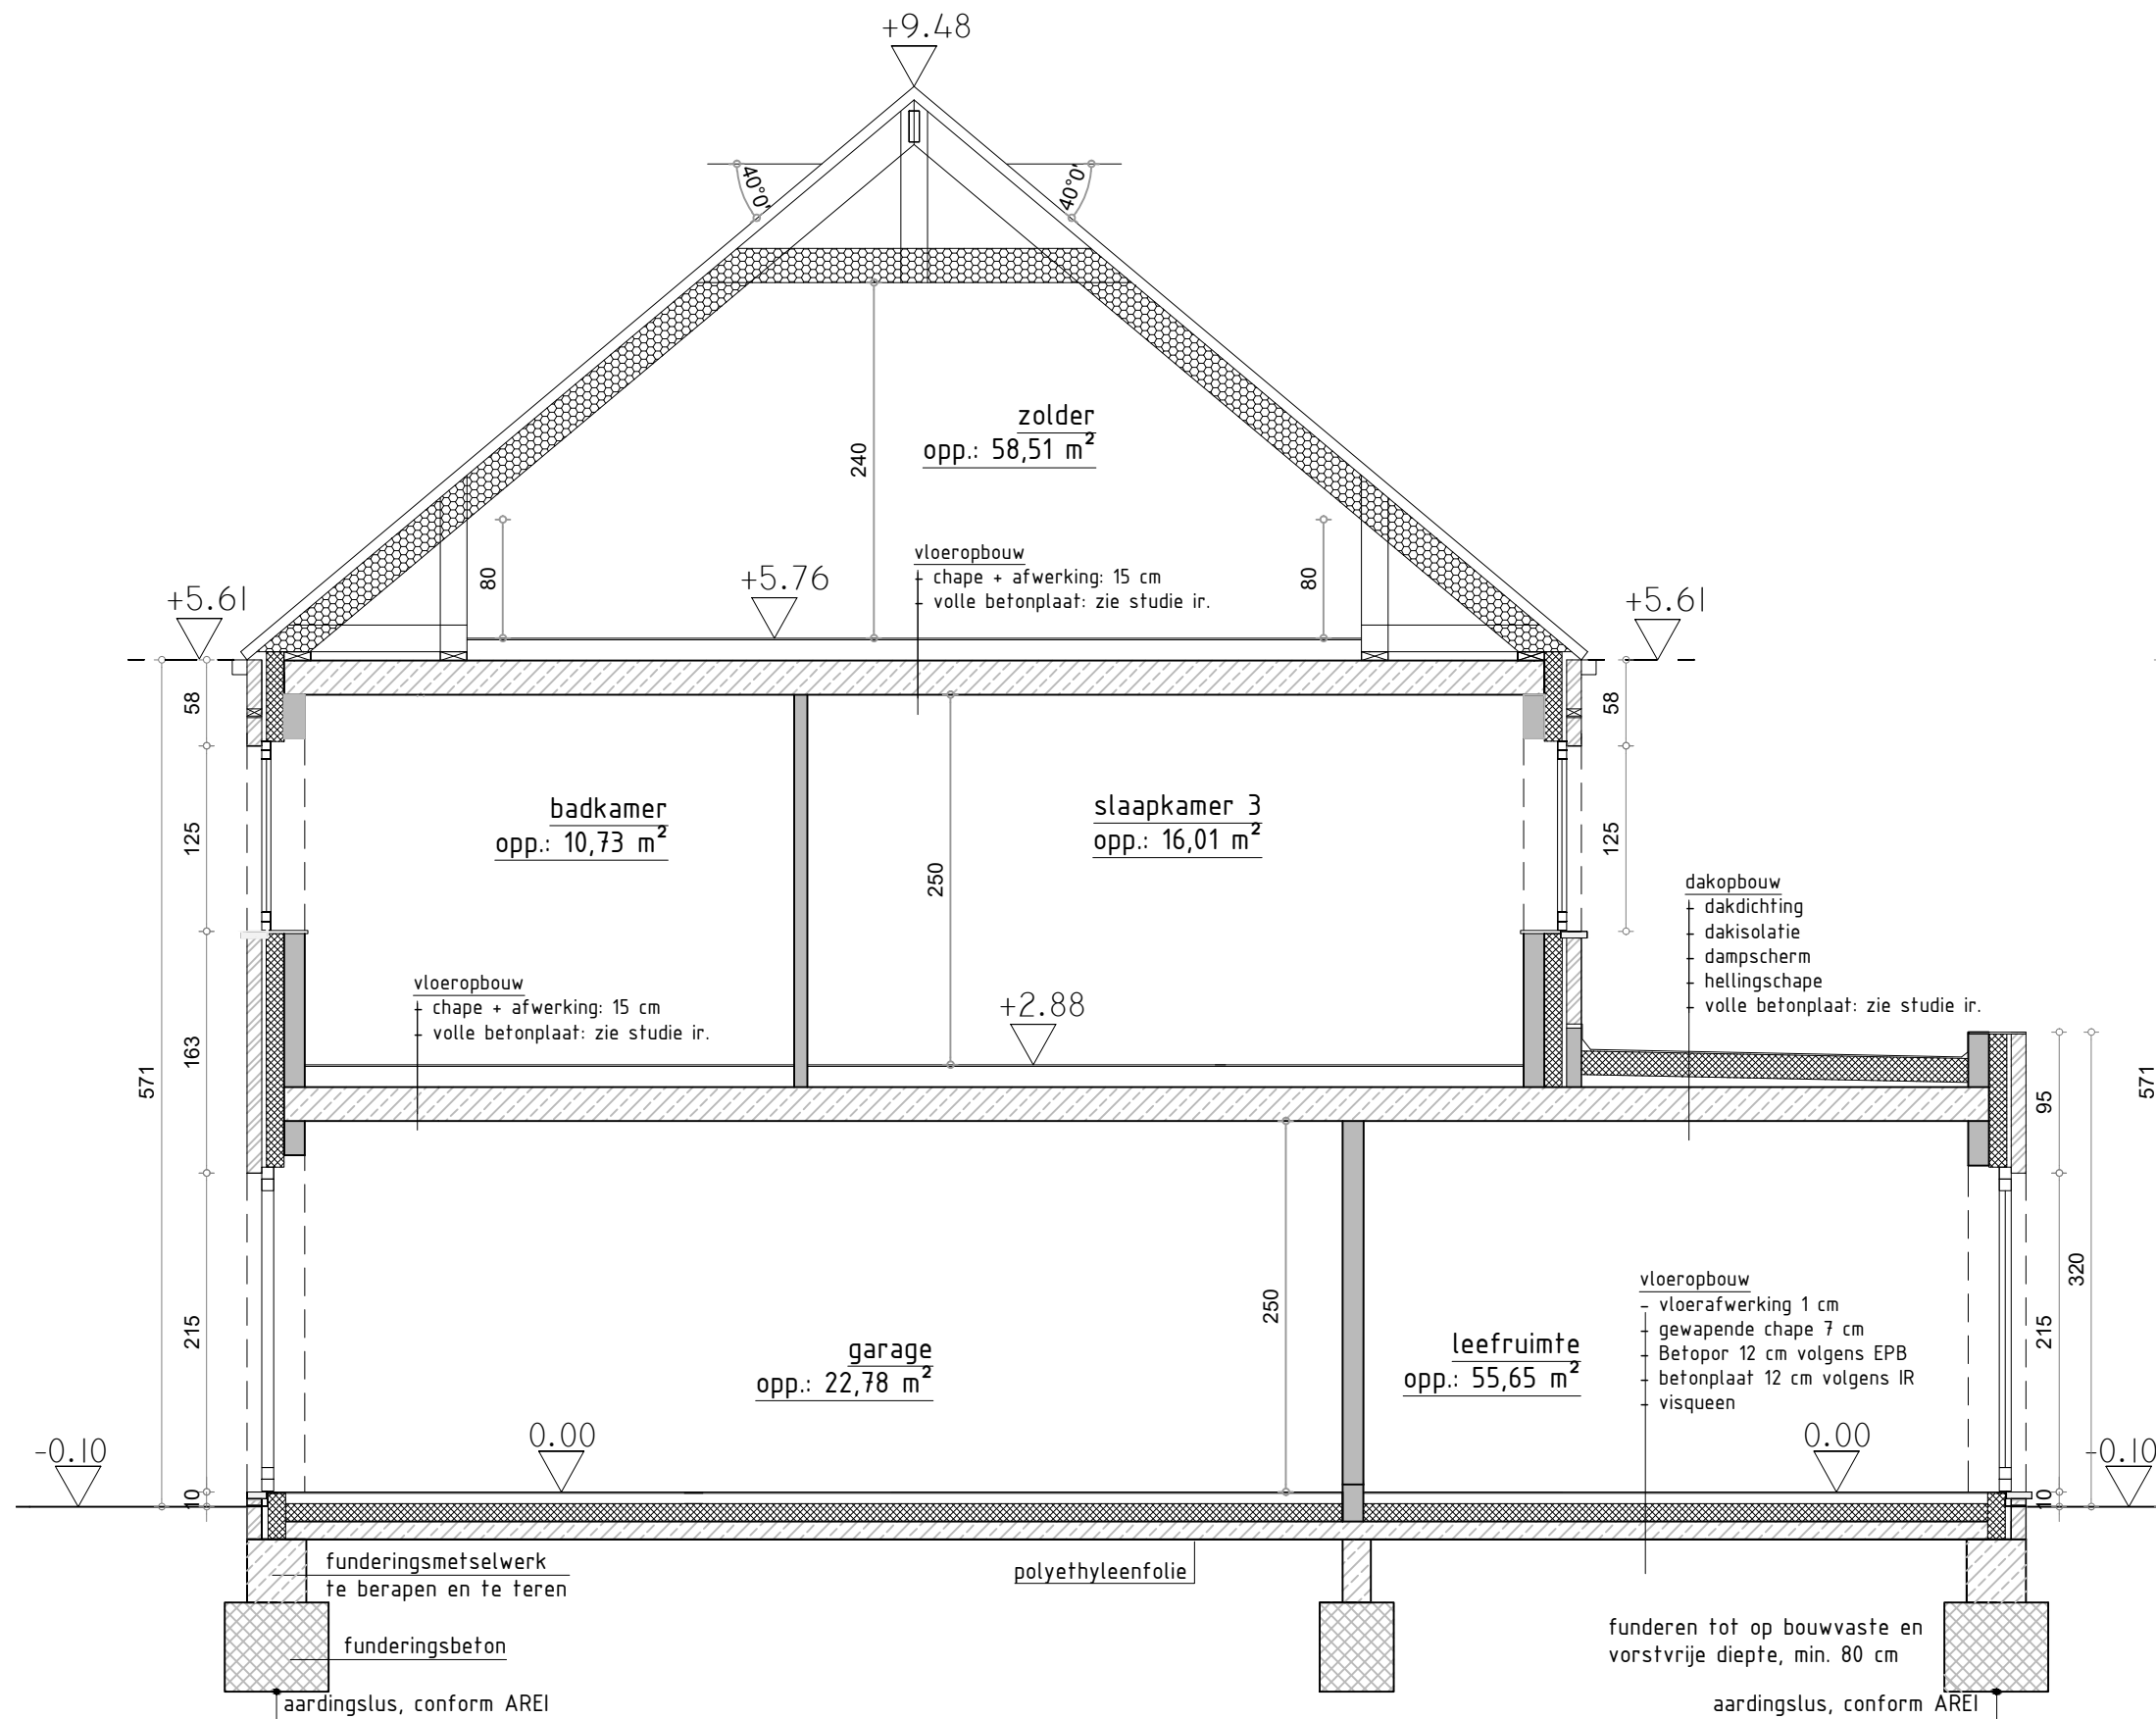 +9.48
40°0'
40°0'
zolder
opp.: 58,51 m²
240
vloeropbouw
- chape + afwerking: 15 cm
- volle betonplaat: zie studie ir.
80
80
+5.76
+5.61
+5.61
58
58
badkamer
opp.: 10,73 m²
slaapkamer 3
opp.: 16,01 m²
125
125
250
dakopbouw
- dakdichting
- dakisolatie
- dampscherm
- hellingschape
- volle betonplaat: zie studie ir.
vloeropbouw
- chape + afwerking: 15 cm
- volle betonplaat: zie studie ir.
+2.88
163
571
571
95
320
250
215
215
vloeropbouw
- vloerafwerking 1 cm
- gewapende chape 7 cm
- Betopor 12 cm volgens EPB
- betonplaat 12 cm volgens IR
- visqueen
garage
opp.: 22,78 m²
leefruimte
opp.: 55,65 m²
-0.10
0.00
0.00
-0.10
10
10
funderingsmetselwerk
te berapen en te teren
polyethyleenfolie
funderingsbeton
funderen tot op bouwvaste en
vorstvrije diepte, min. 80 cm
aardingslus, conform AREI
aardingslus, conform AREI